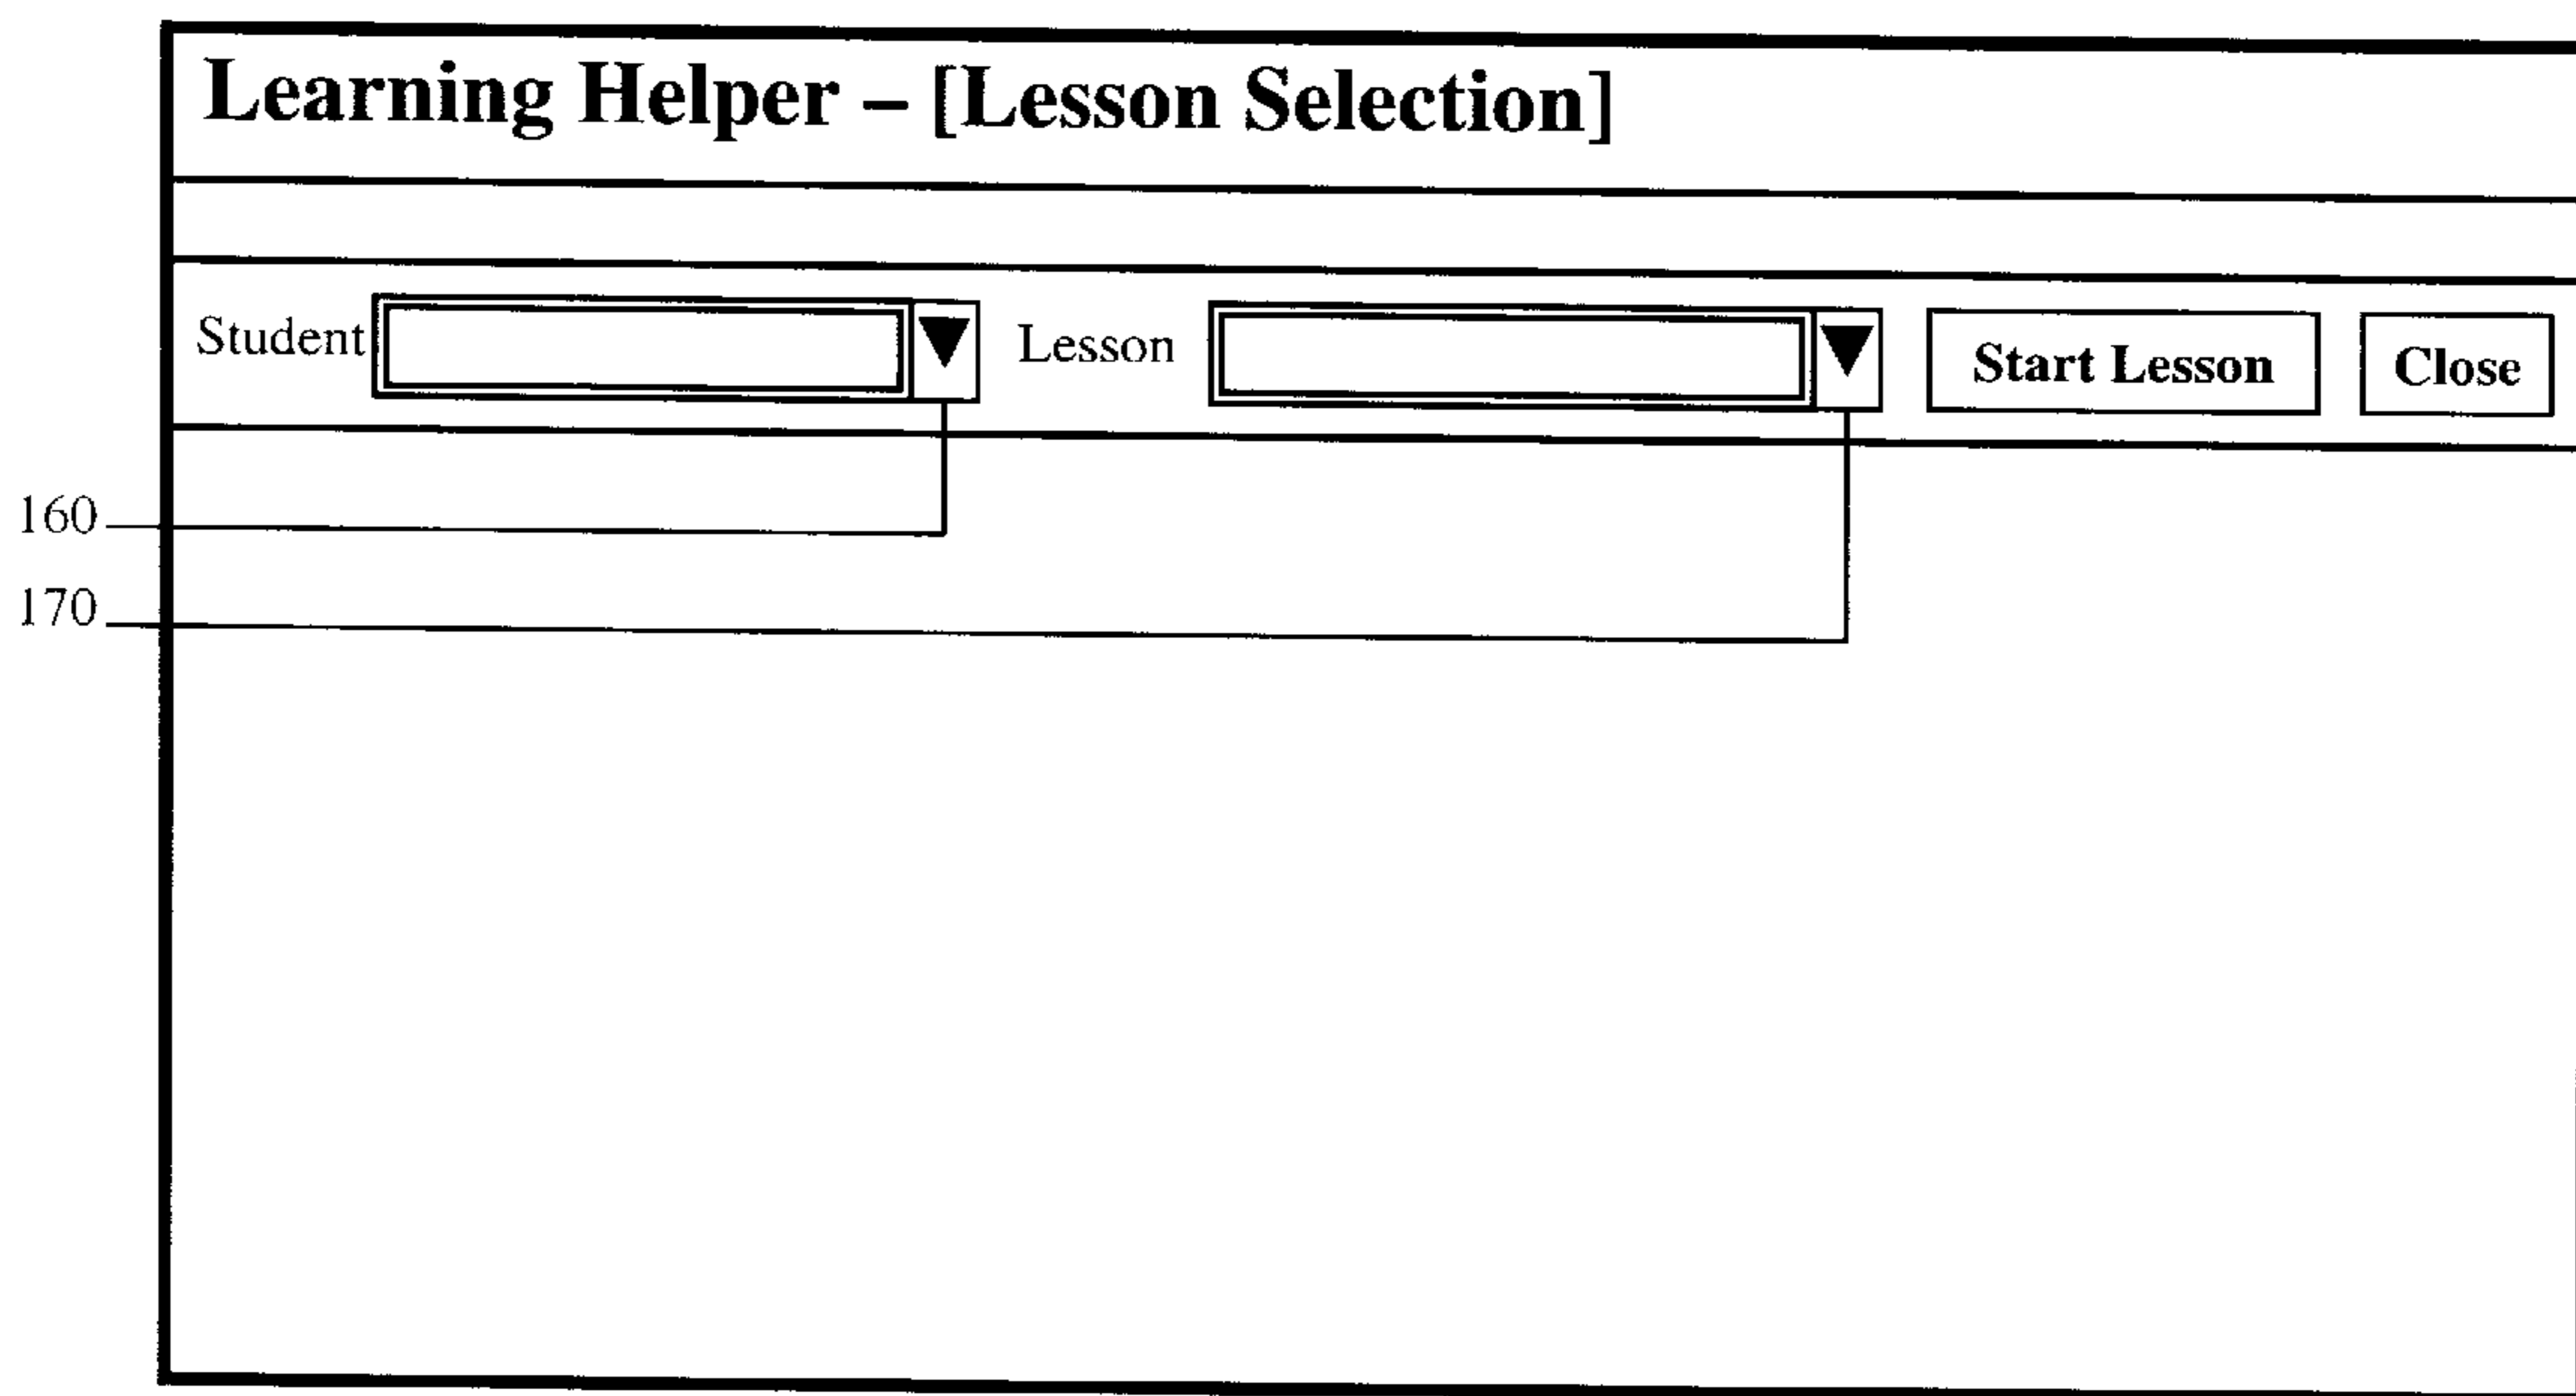 Learning Helper – [Lesson Selection]
Student Lesson Start Lesson Close
160
170